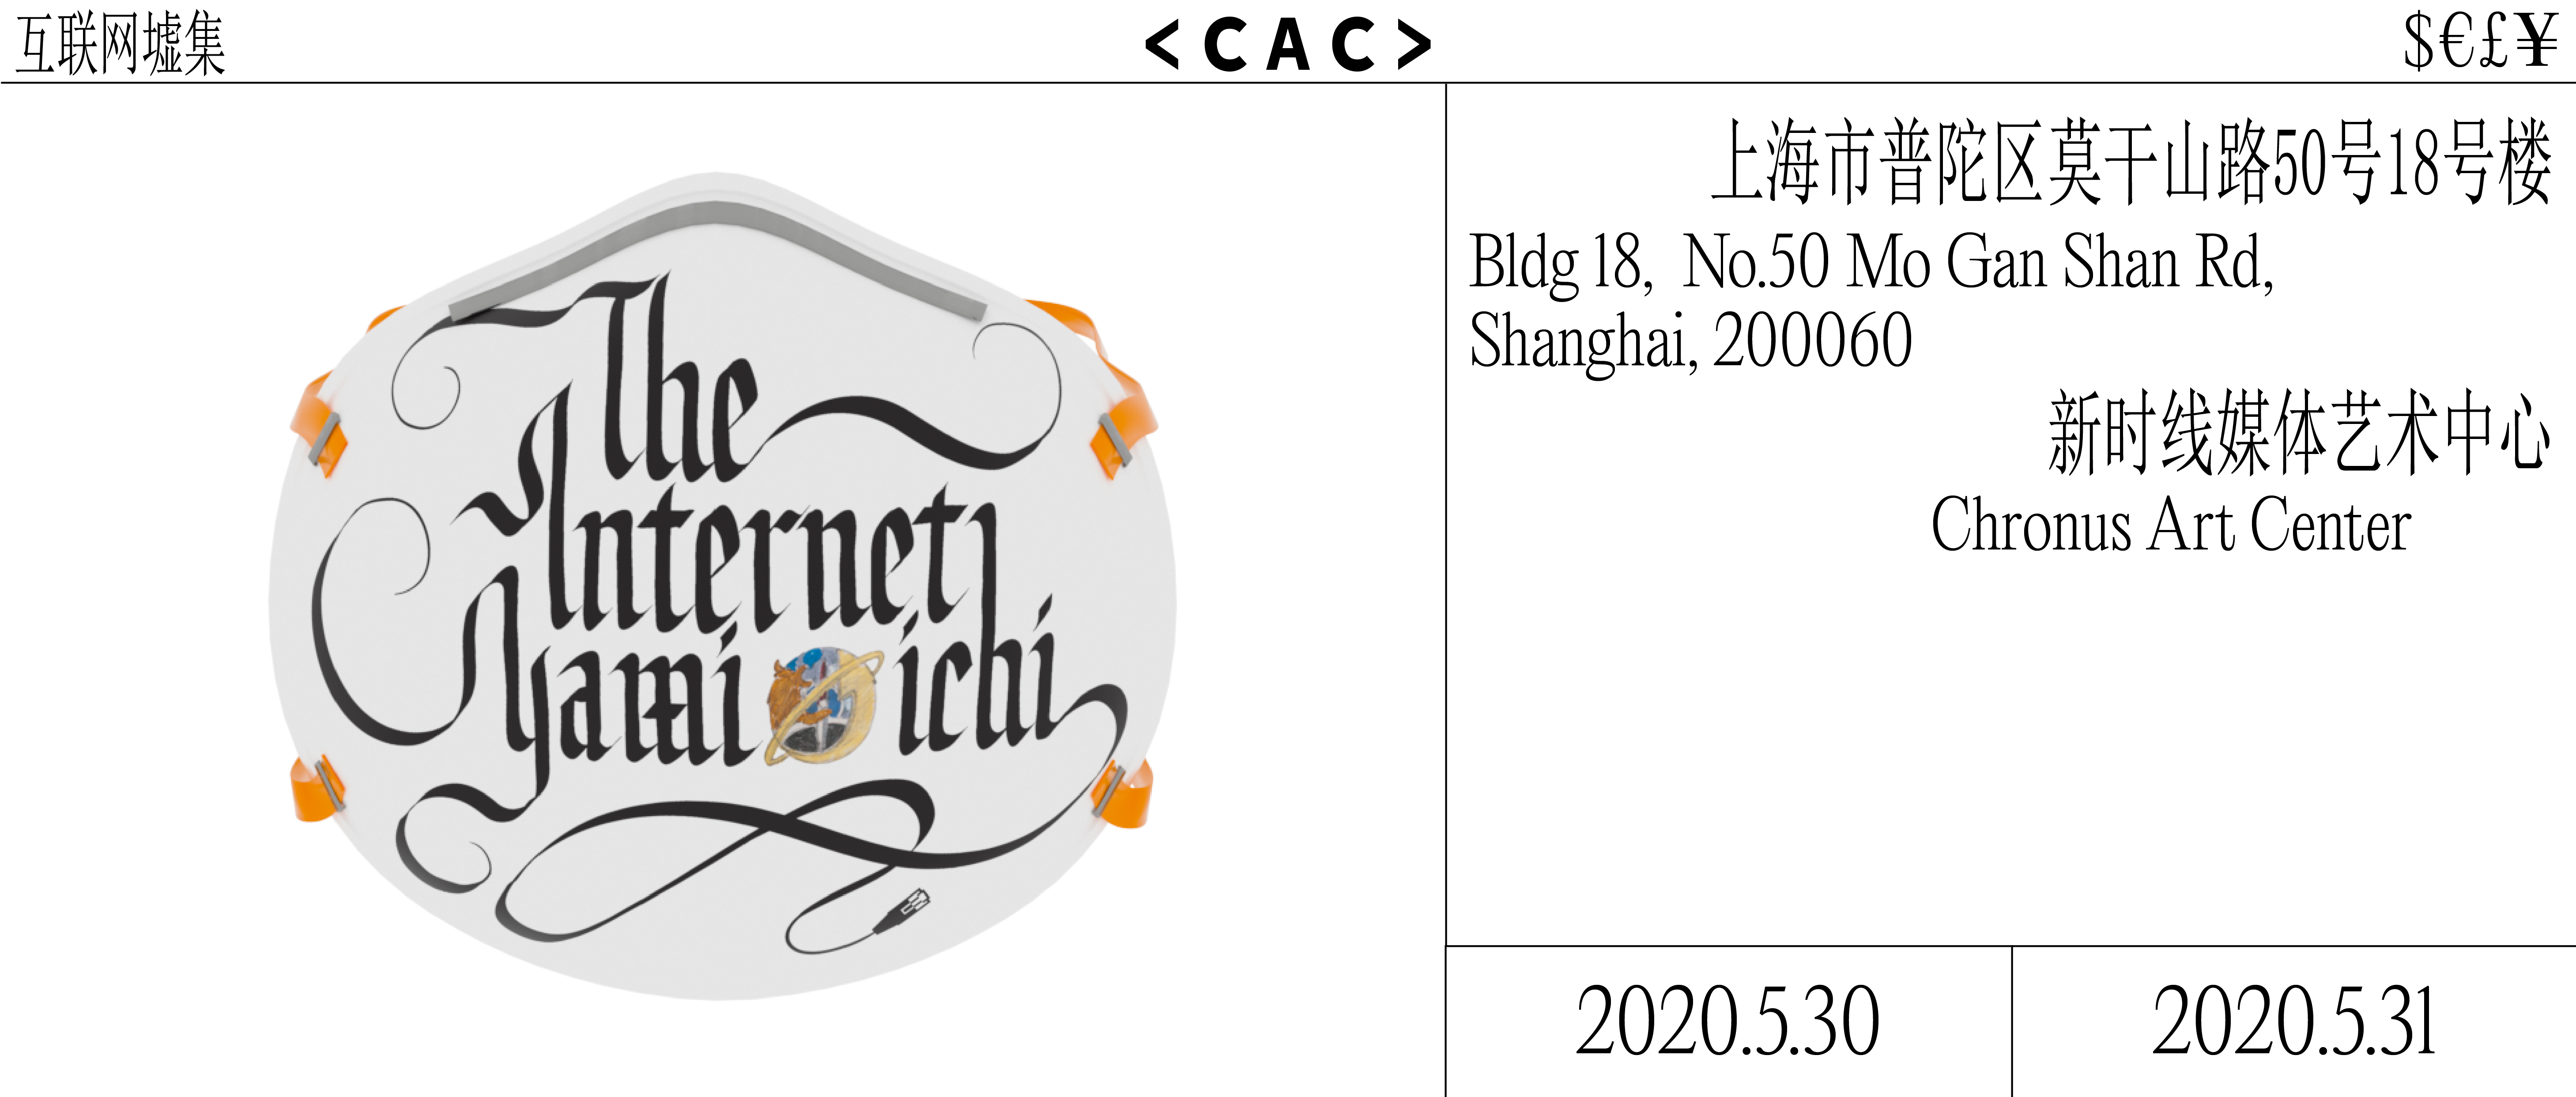 互联网墟集
<CAC>
$€£¥
The
Internet
yami ichi
上海市普陀区莫干山路50号18号楼
Bldg 18, No.50 Mo Gan Shan Rd,
Shanghai, 200060
新时线媒体艺术中心
Chronus Art Center
2020.5.30
2020.5.31